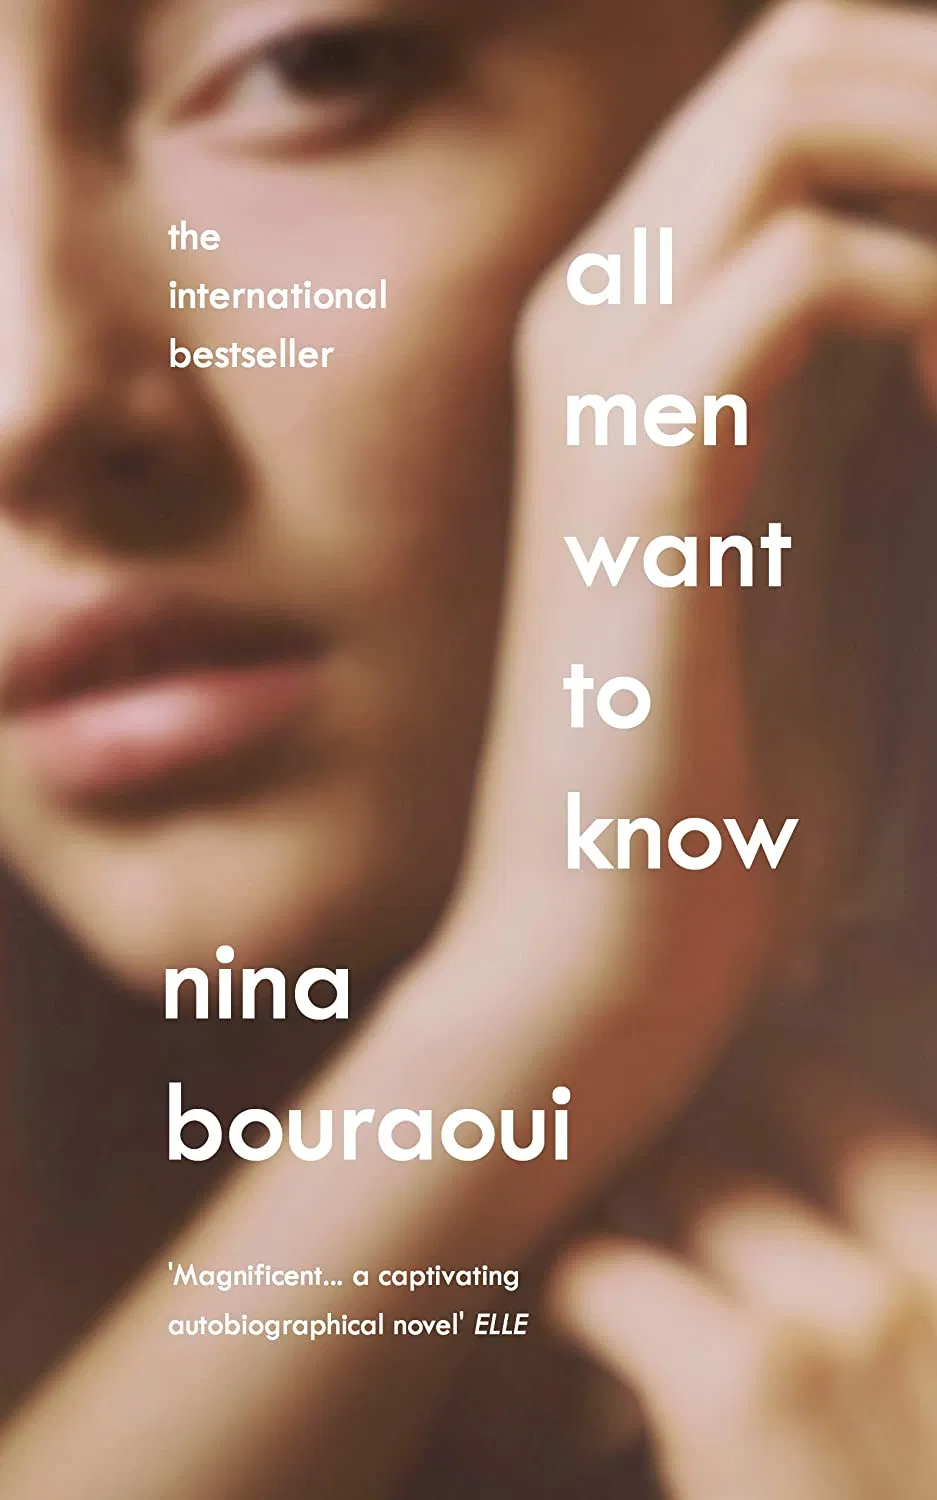 the
international
bestseller
all
men
want
to
know
nina
bouraoui
'Magnificent... a captivating
autobiographical novel' ELLE